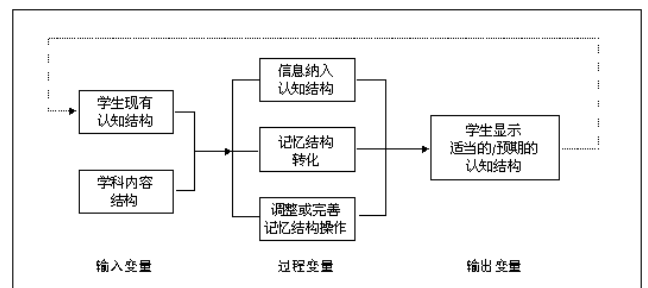 学生现有
认知结构
学科内容
结构
信息纳入
认知结构
记忆结构
转化
调整或完善
记忆结构操作
学生显示
适当的/预期的
认知结构
输入变量
过程变量
输出变量